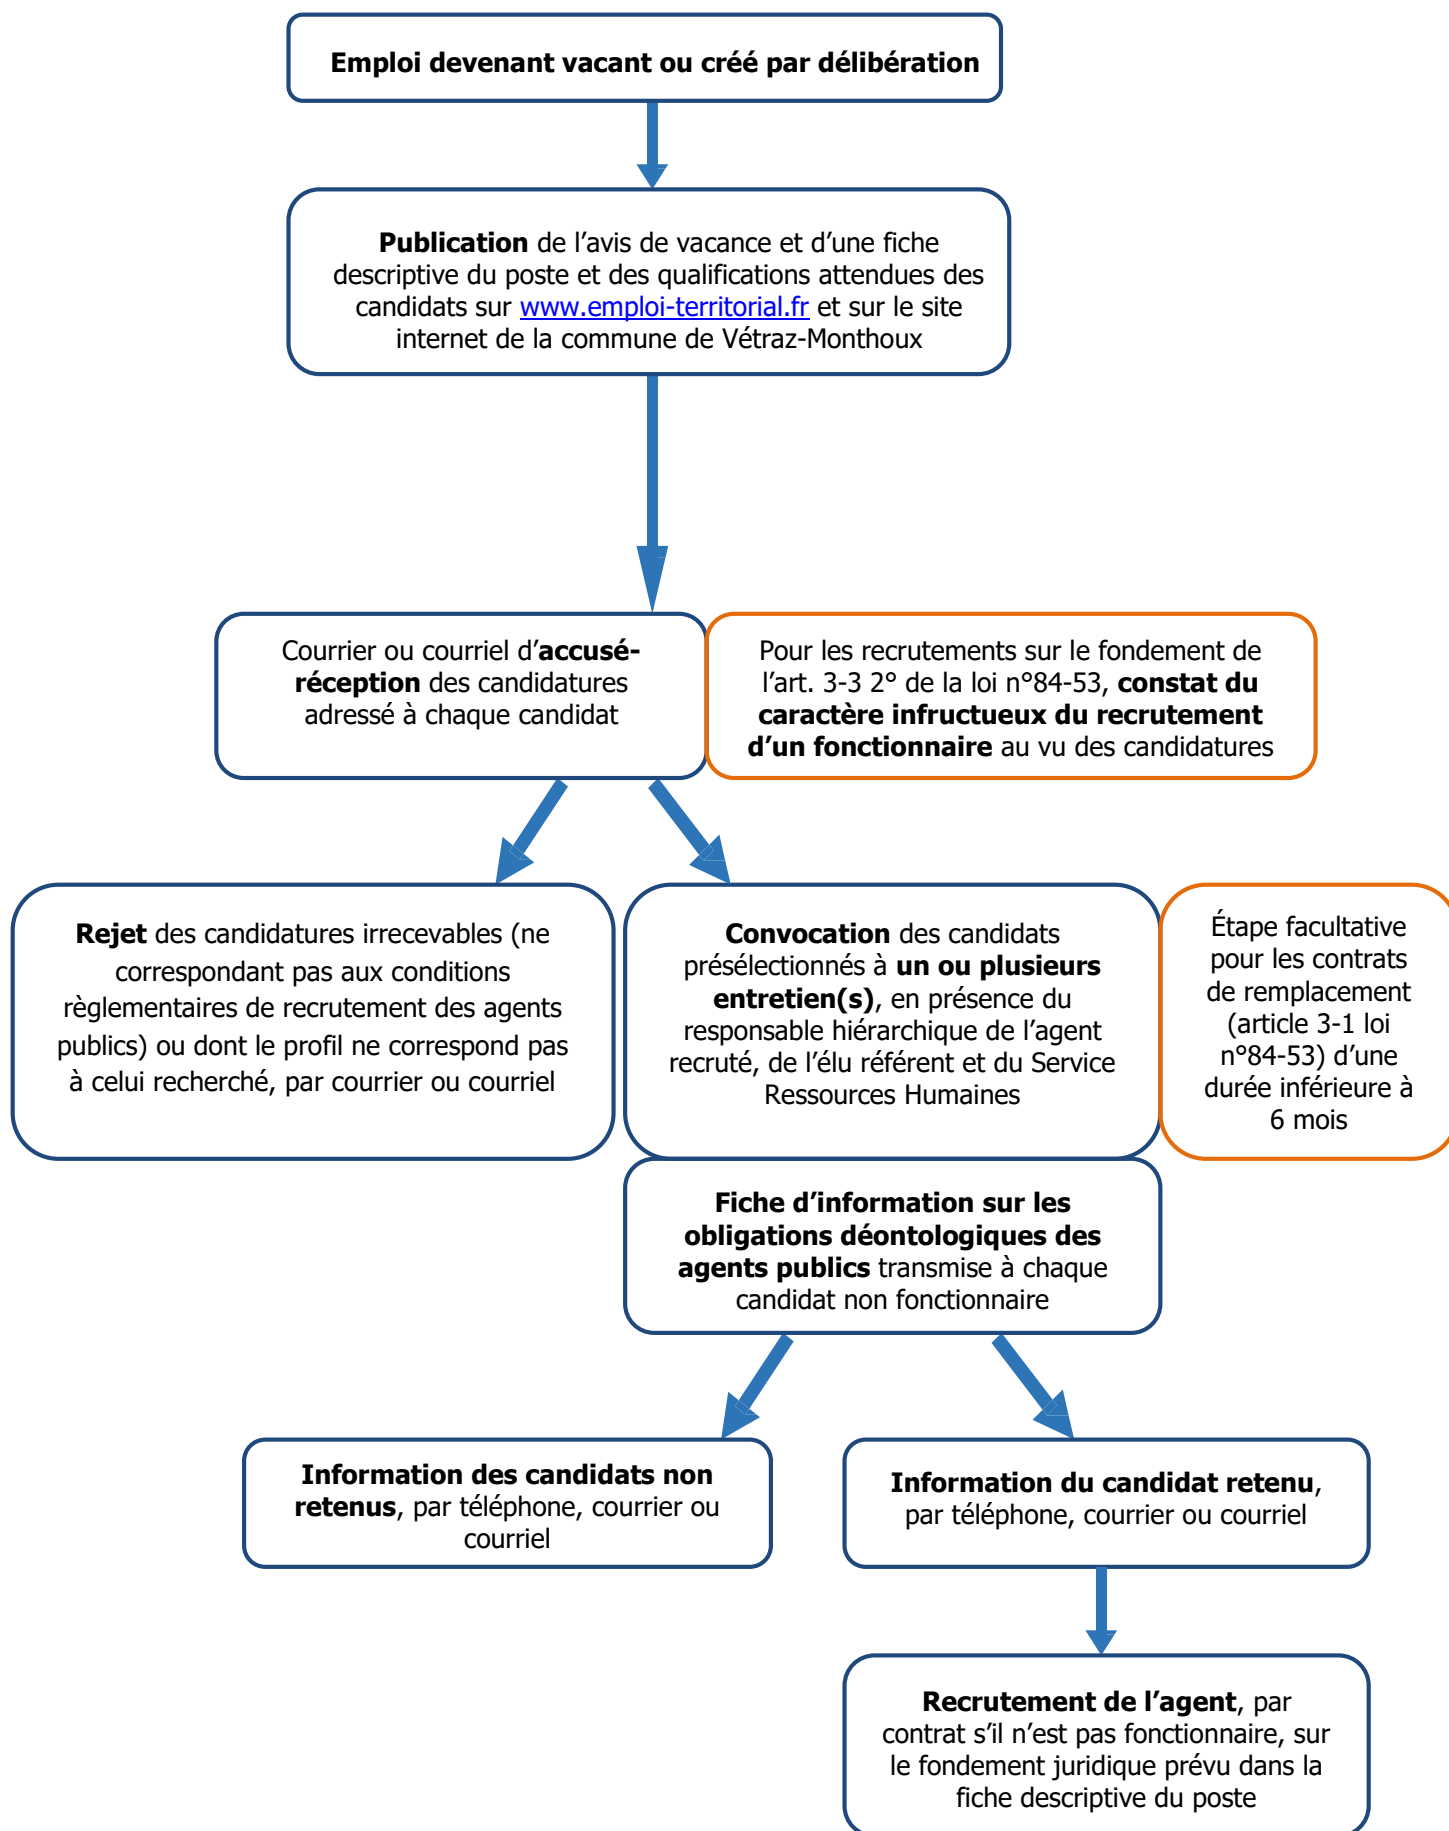 Emploi devenant vacant ou créé par délibération
Publication de l’avis de vacance et d’une fiche
descriptive du poste et des qualifications attendues des
candidats sur www.emploi-territorial.fr et sur le site
internet de la commune de Vétraz-Monthoux
Courrier ou courriel d’accusé-
réception des candidatures
adressé à chaque candidat
Pour les recrutements sur le fondement de
l’art. 3-3 2° de la loi n°84-53, constat du
caractère infructueux du recrutement
d’un fonctionnaire au vu des candidatures
Rejet des candidatures irrecevables (ne
correspondant pas aux conditions
règlementaires de recrutement des agents
publics) ou dont le profil ne correspond pas
à celui recherché, par courrier ou courriel
Convocation des candidats
présélectionnés à un ou plusieurs
entretien(s), en présence du
responsable hiérarchique de l’agent
recruté, de l’élu référent et du Service
Ressources Humaines
Étape facultative
pour les contrats
de remplacement
(article 3-1 loi
n°84-53) d’une
durée inférieure à
6 mois
Fiche d’information sur les
obligations déontologiques des
agents publics transmise à chaque
candidat non fonctionnaire
Information des candidats non
retenus, par téléphone, courrier ou
courriel
Information du candidat retenu,
par téléphone, courrier ou courriel
Recrutement de l’agent, par
contrat s’il n’est pas fonctionnaire, sur
le fondement juridique prévu dans la
fiche descriptive du poste